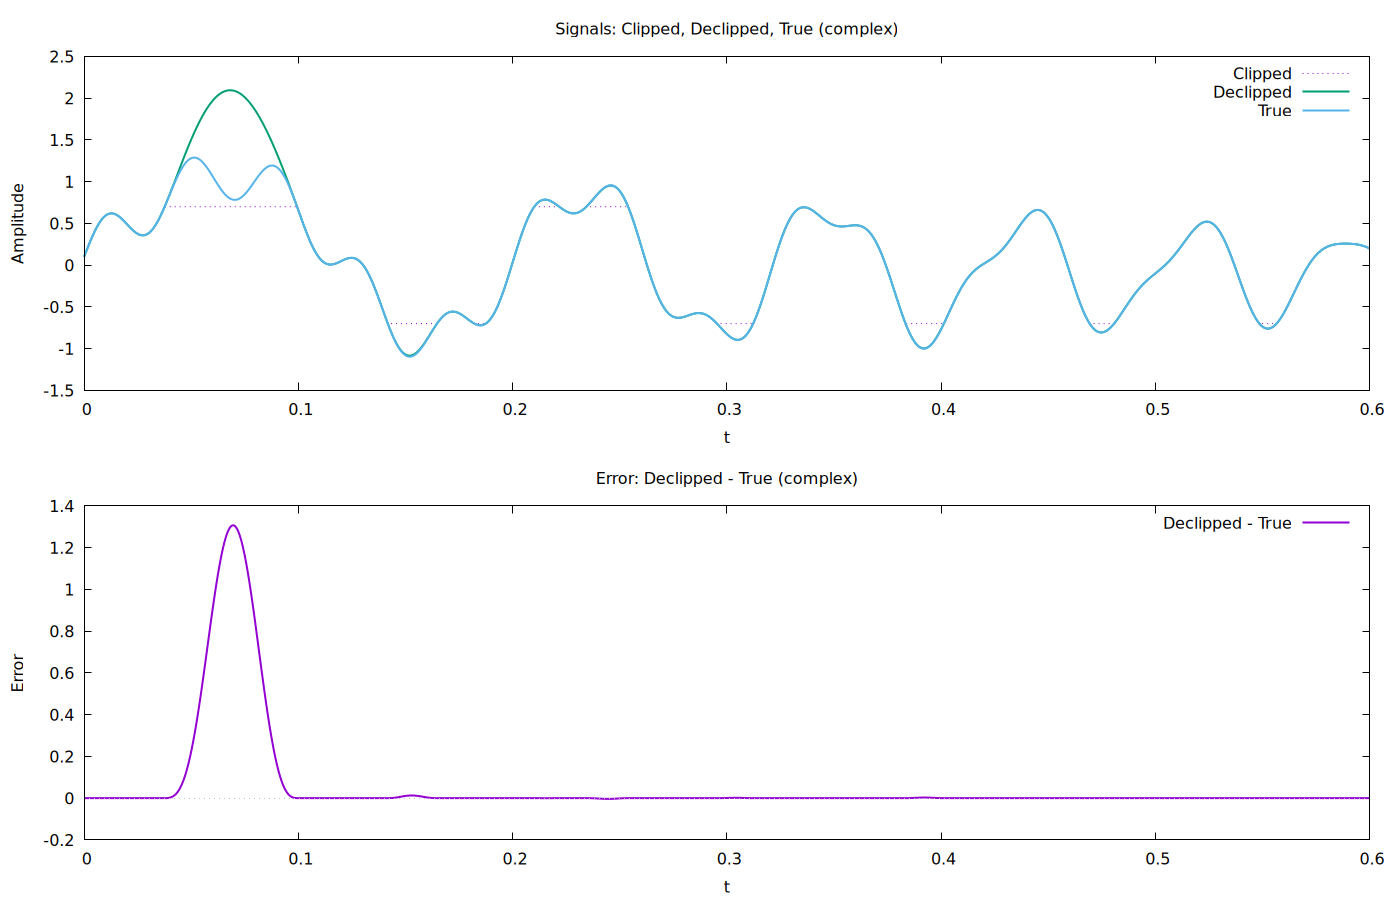 Signals: Clipped, Declipped, True (complex)
2.5
2
1.5
1
0.5
0
-0.5
-1
-1.5
Amplitude
Clipped
Declipped
True
0 0.1 0.2 0.3 0.4 0.5 0.6
t
Error: Declipped - True (complex)
1.4
1.2
1
0.8
0.6
0.4
0.2
0
-0.2
Error
Declipped - True
0 0.1 0.2 0.3 0.4 0.5 0.6
t